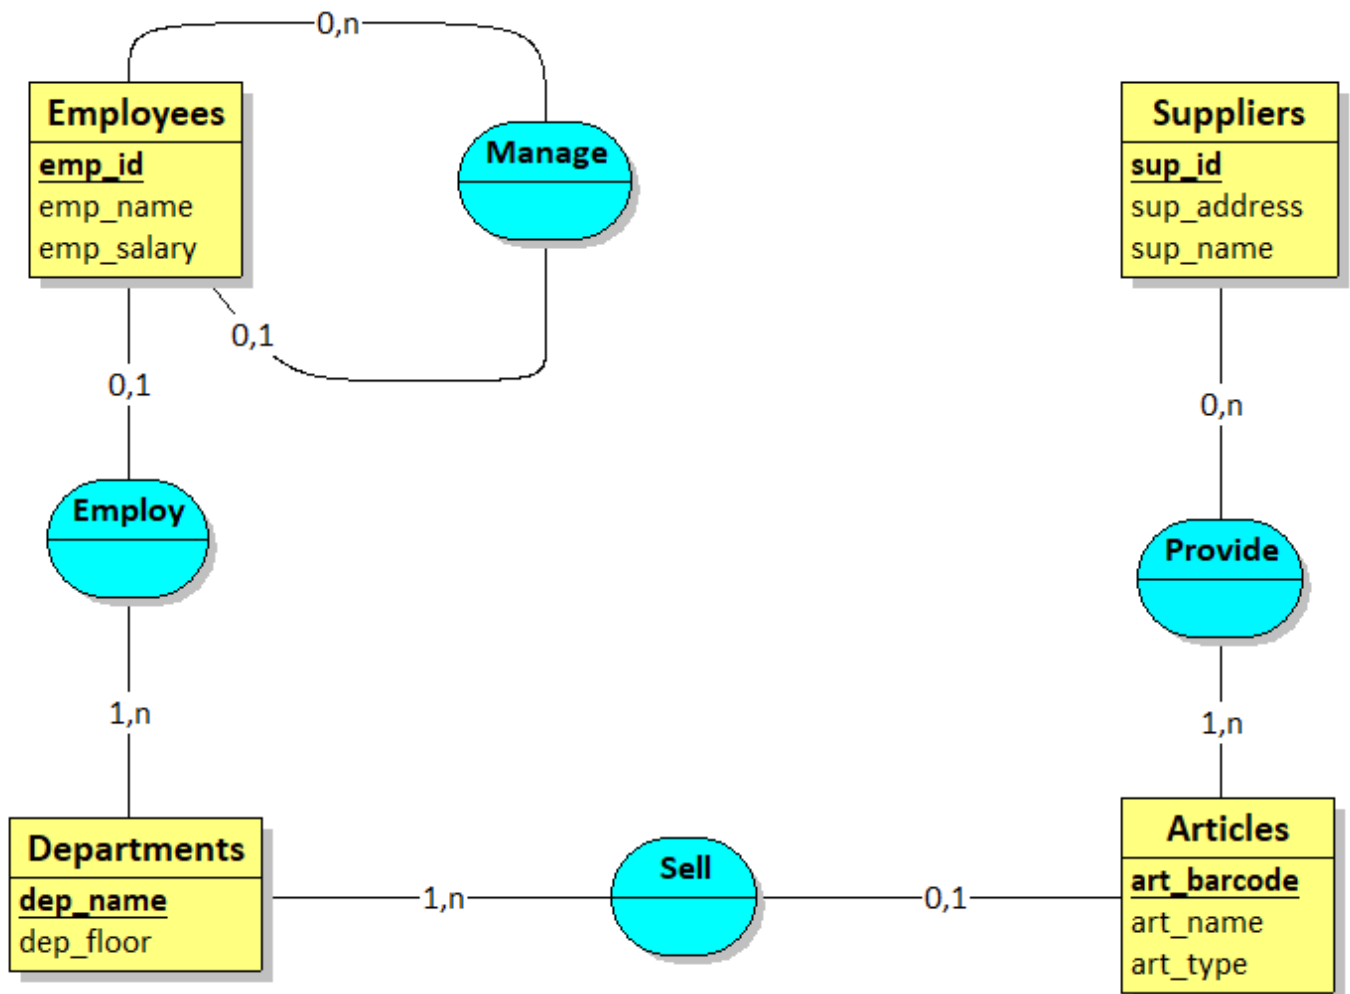 0,n
Employees
emp_id
emp_name
emp_salary
Manage
Suppliers
sup_id
sup_address
sup_name
0,1
0,1
0,n
Employ
Provide
1,n
1,n
Departments
dep_name
dep_floor
1,n
Sell
0,1
Articles
art_barcode
art_name
art_type